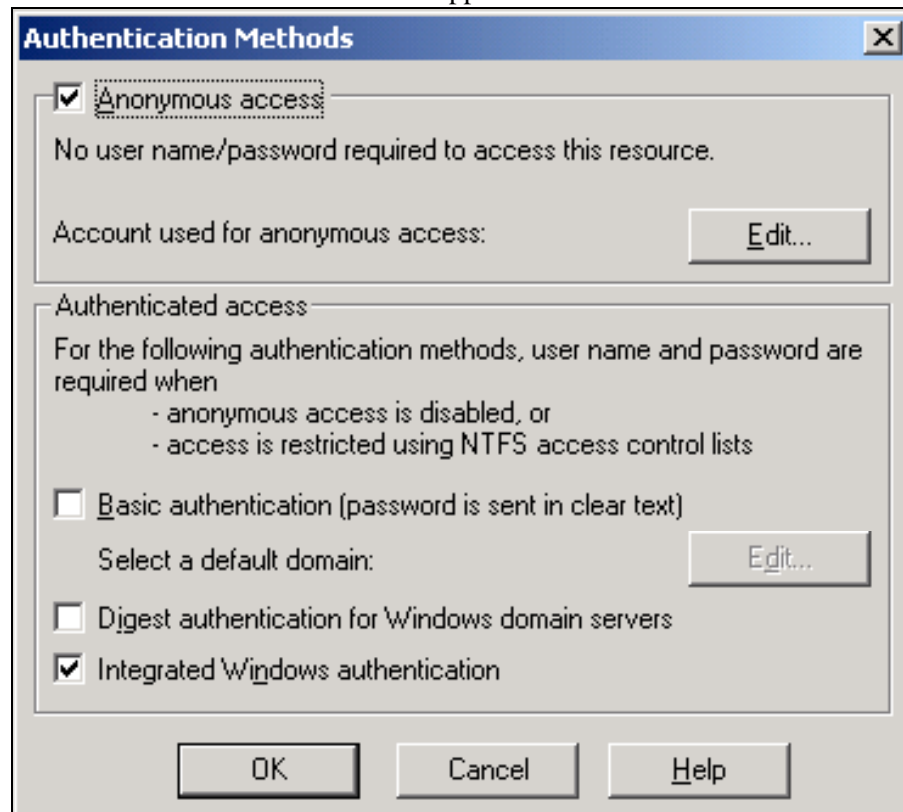 Authentication Methods
Anonymous access
No user name/password required to access this resource.
Account used for anonymous access:
Edit...
Authenticated access
For the following authentication methods, user name and password are
required when
- anonymous access is disabled, or
- access is restricted using NTFS access control lists
Basic authentication (password is sent in clear text)
Select a default domain:
Edit...
Digest authentication for Windows domain servers
Integrated Windows authentication
OK
Cancel
Help